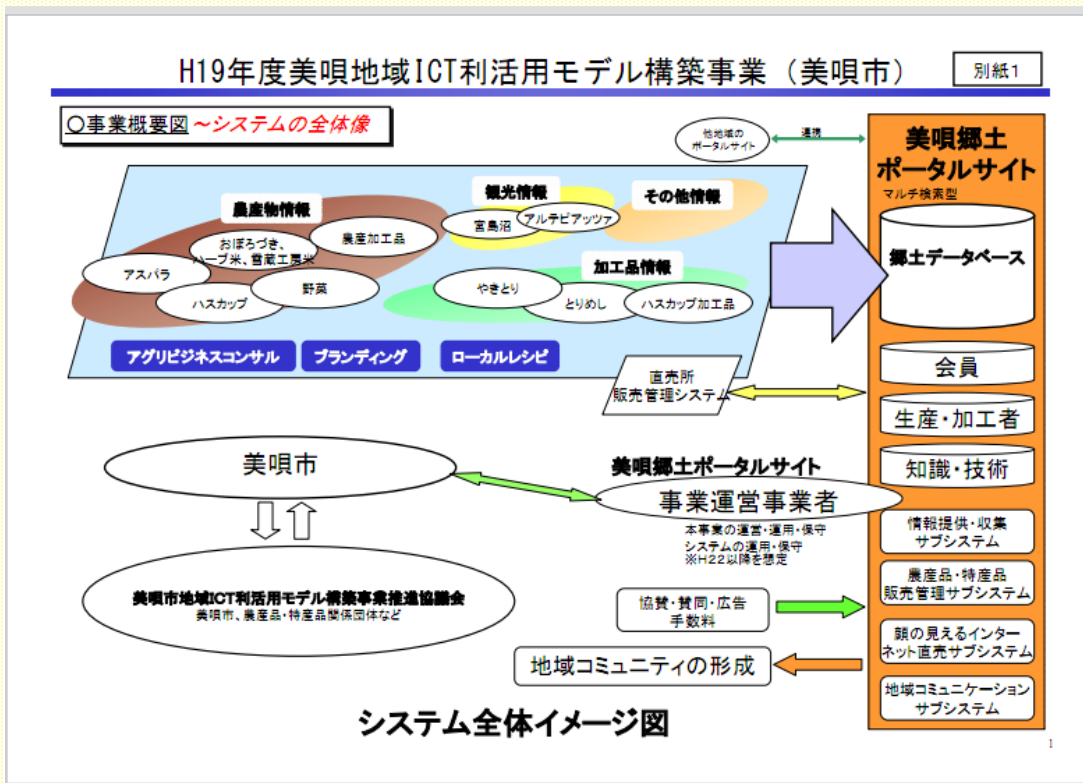 H19年度美唄地域ICT利活用モデル構築事業（美唄市）
別紙1
○事業概要図～システムの全体像
他地域の
ポータルサイト
連携
美唄郷土
ポータルサイト
マルチ検索型
郷土データベース
農産物情報
観光情報
その他情報
宮島沼
アルテピアッツァ
おぼろづき、
ハーブ米、雪蔵工房米
農産加工品
アスパラ
ハスカップ
野菜
加工品情報
やきとり
とりめし
ハスカップ加工品
アグリビジネスコンサル
ブランディング
ローカルレシピ
直売所
販売管理システム
会員
生産・加工者
知識・技術
美唄市
美唄郷土ポータルサイト
事業運営事業者
本事業の運営・運用・保守
システムの運用・保守
※H22以降を想定
情報提供・収集
サブシステム
農産品・特産品
販売管理サブシステム
顔の見えるインター
ネット直売サブシステム
地域コミュニケーション
サブシステム
美唄市地域ICT利活用モデル構築事業推進協議会
美唄市、農産品・特産品関係団体など
協賛・賛同・広告
手数料
地域コミュニティの形成
システム全体イメージ図
1